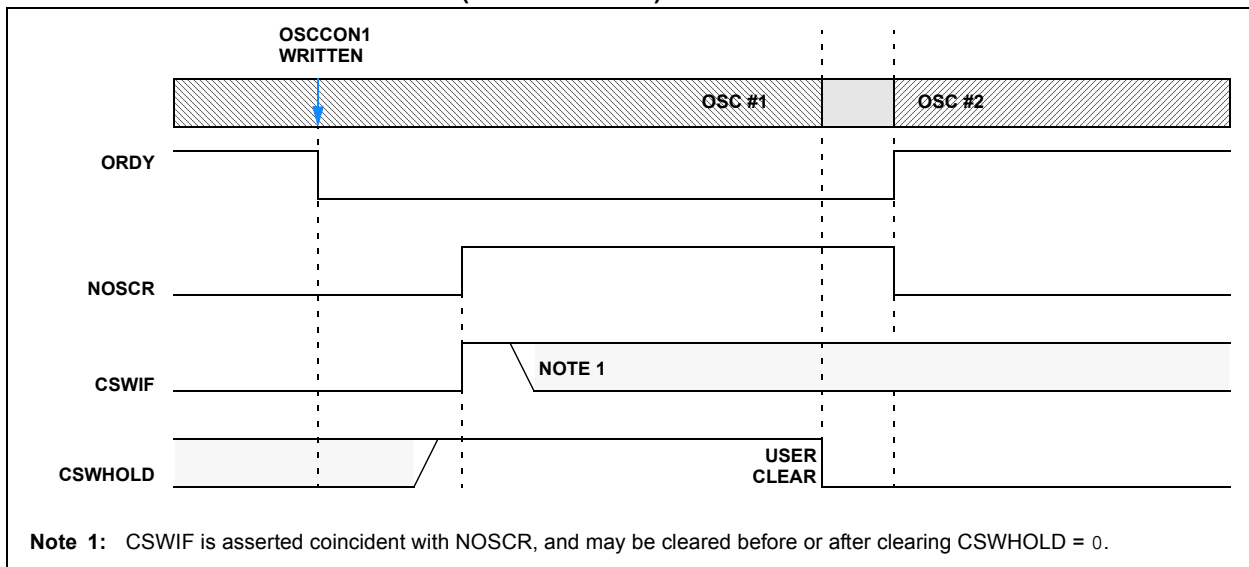 OSCCON1
WRITTEN
OSC #1
OSC #2
ORDY
NOSCR
CSWIF
NOTE 1
CSWHOLD
USER
CLEAR
Note 1: CSWIF is asserted coincident with NOSCR, and may be cleared before or after clearing CSWHOLD = 0.